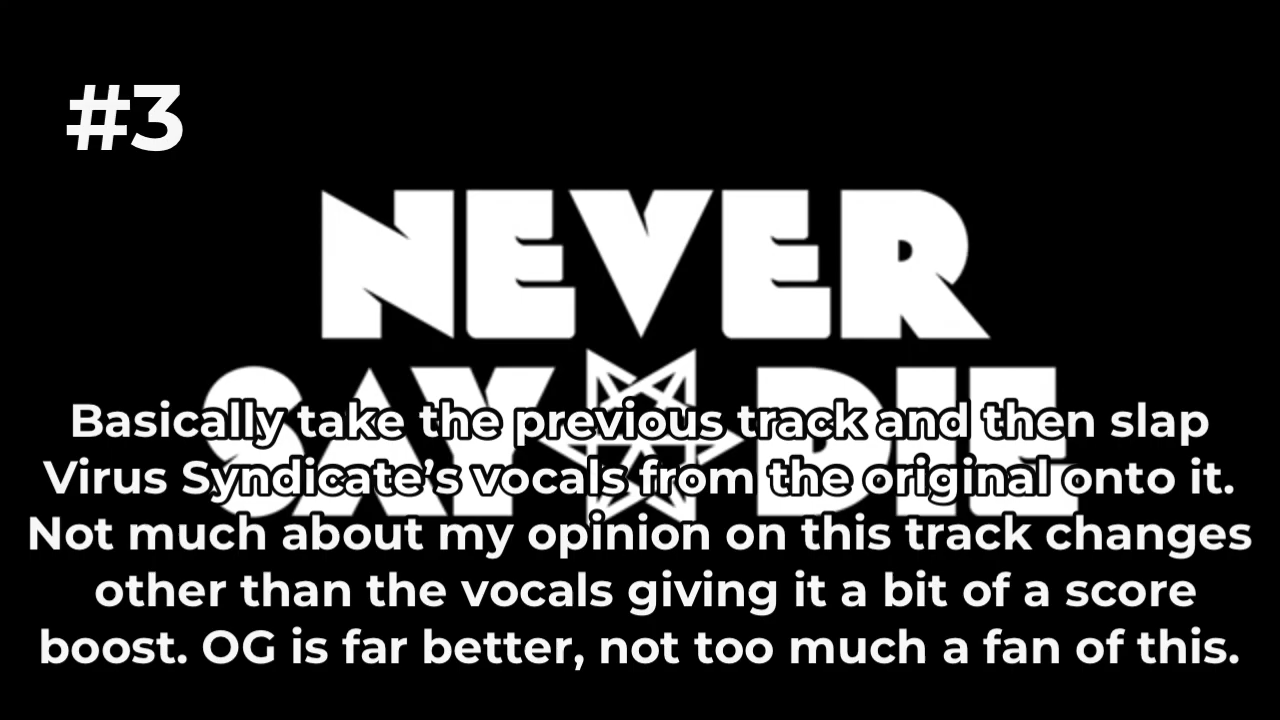 #3
NEVER
SAY DIE
Basically take the previous track and then slap
Virus Syndicate’s vocals from the original onto it.
Not much about my opinion on this track changes
other than the vocals giving it a bit of a score
boost. OG is far better, not too much a fan of this.